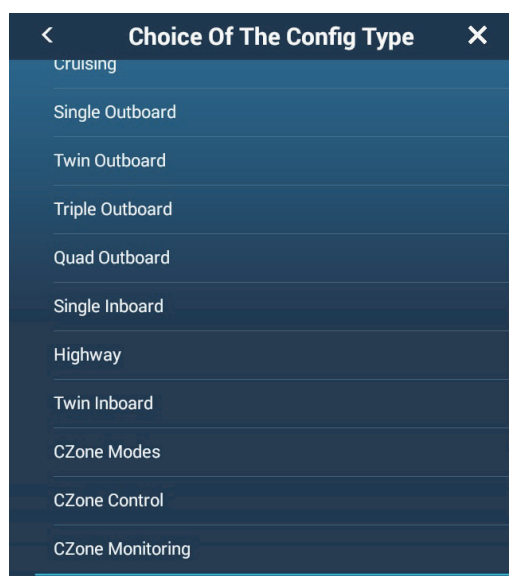 Choice Of The Config Type
Cruising
Single Outboard
Twin Outboard
Triple Outboard
Quad Outboard
Single Inboard
Highway
Twin Inboard
CZone Modes
CZone Control
CZone Monitoring